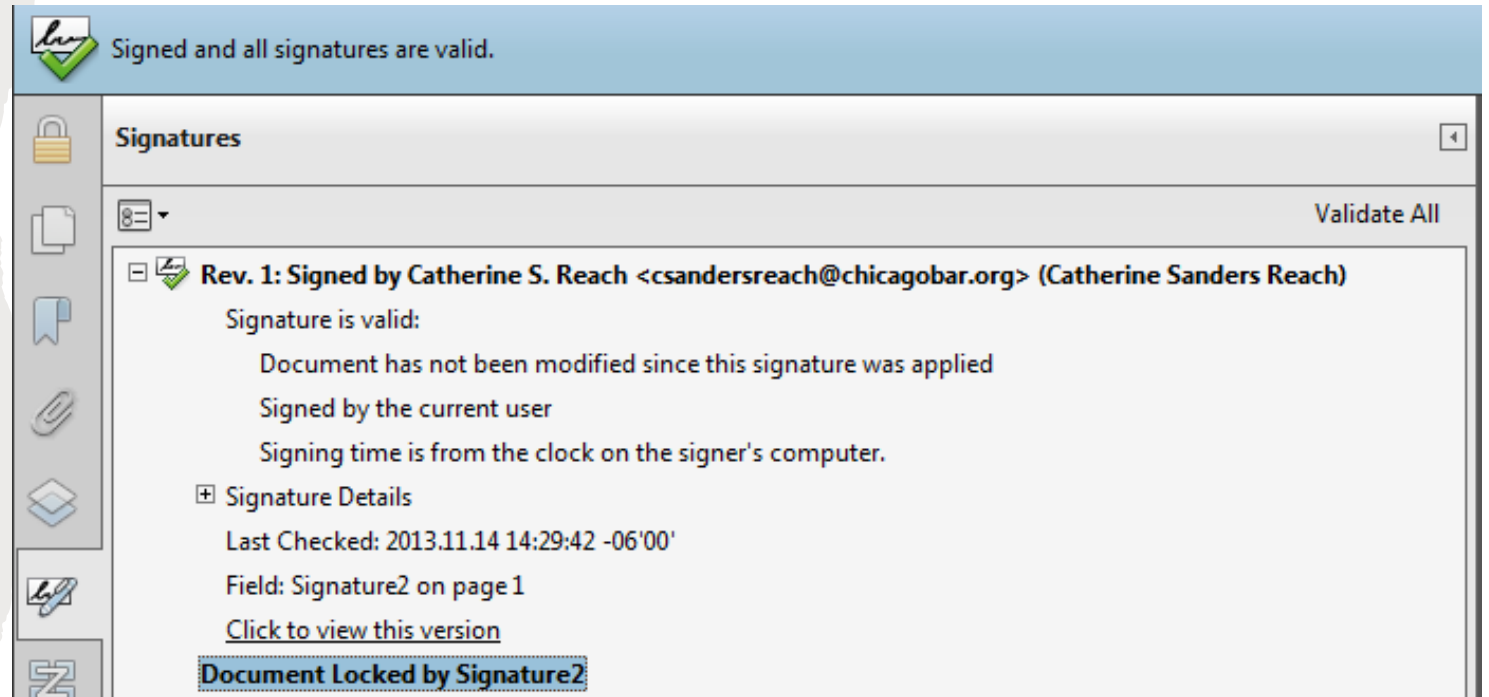 Signed and all signatures are valid.
Signatures
Validate All
Rev. 1: Signed by Catherine S. Reach <csandersreach@chicagobar.org> (Catherine Sanders Reach)
Signature is valid:
Document has not been modified since this signature was applied
Signed by the current user
Signing time is from the clock on the signer's computer.
Signature Details
Last Checked: 2013.11.14 14:29:42 -06'00'
Field: Signature2 on page 1
Click to view this version
Document Locked by Signature2